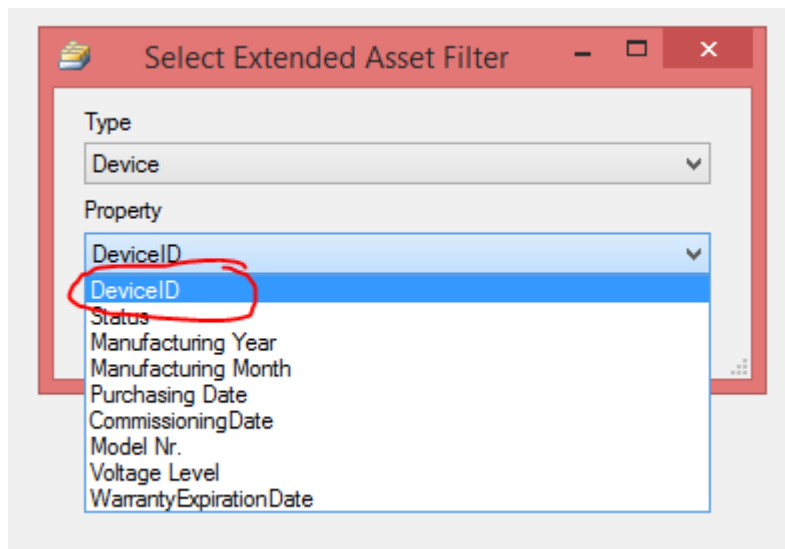 Select Extended Asset Filter
Type
Device
Property
DeviceID
DeviceID
Status
Manufacturing Year
Manufacturing Month
Purchasing Date
CommissioningDate
Model Nr.
Voltage Level
WarrantyExpirationDate